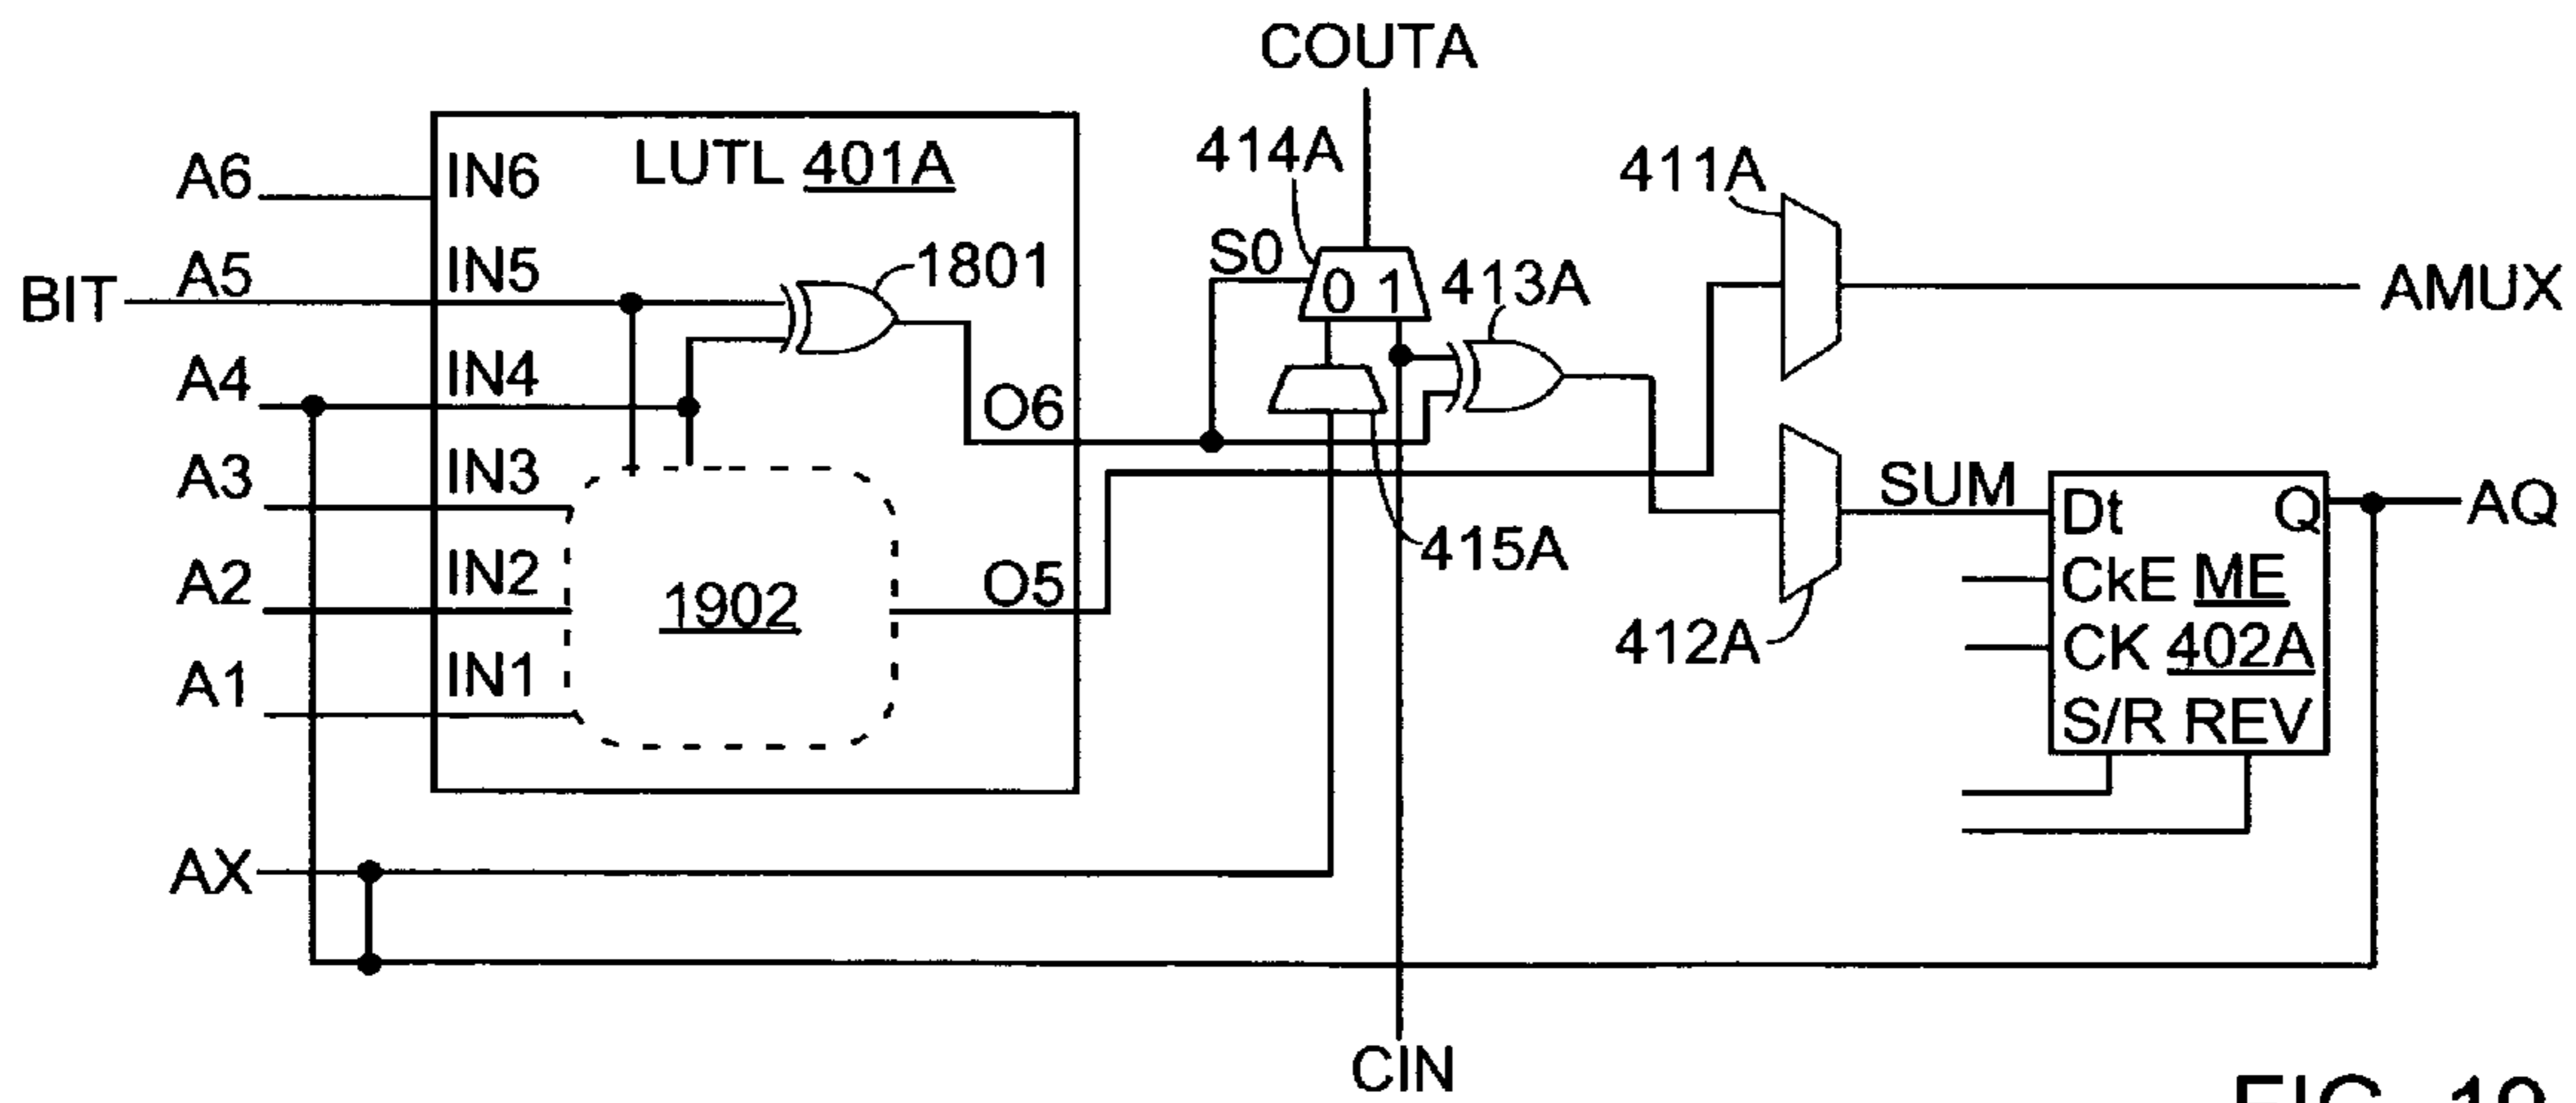 COUTA
A6
IN6
LUTL 401A
414A
411A
BIT
A5
IN5
1801
S0
0 1
413A
AMUX
A4
IN4
O6
A3
IN3
SUM
Dt
Q
AQ
415A
A2
IN2
1902
O5
CkE ME
412A
CK 402A
A1
IN1
S/R REV
AX
CIN